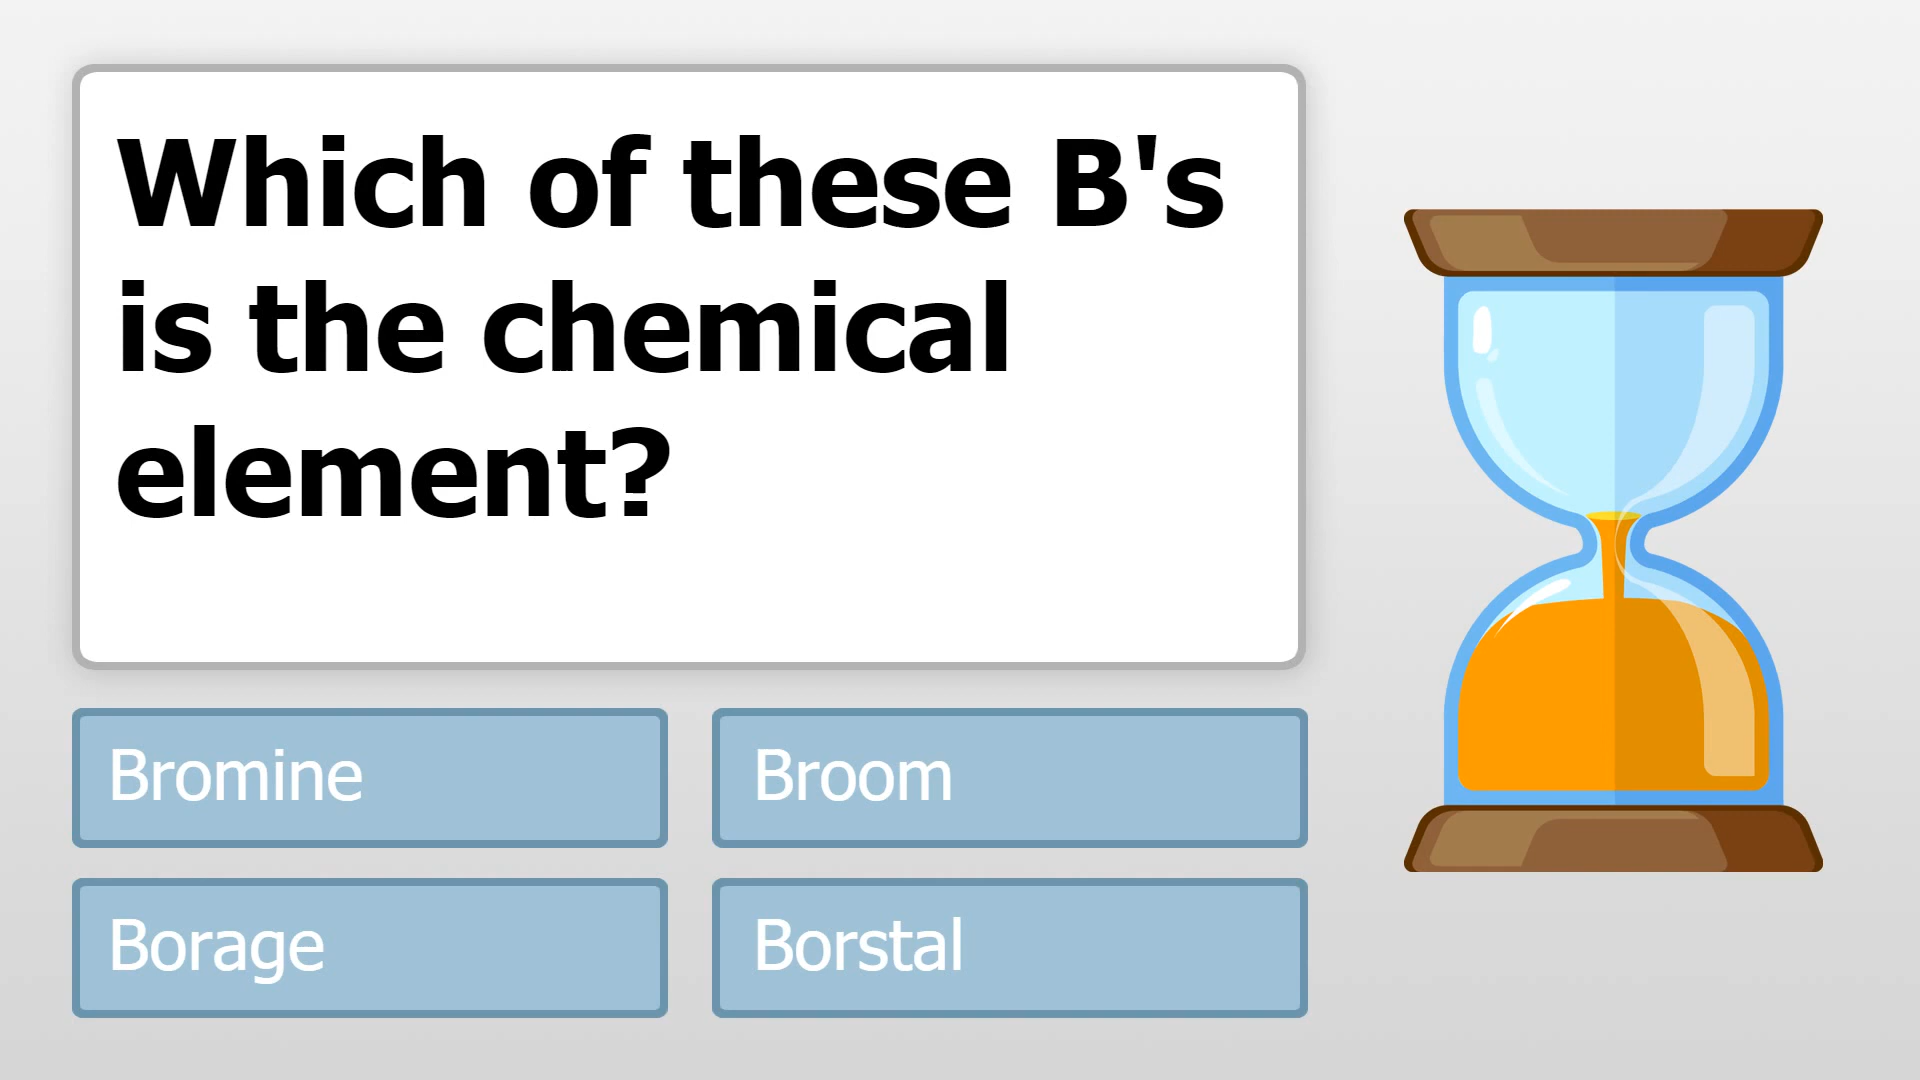 Which of these B's
is the chemical
element?
Bromine
Broom
Borage
Borstal